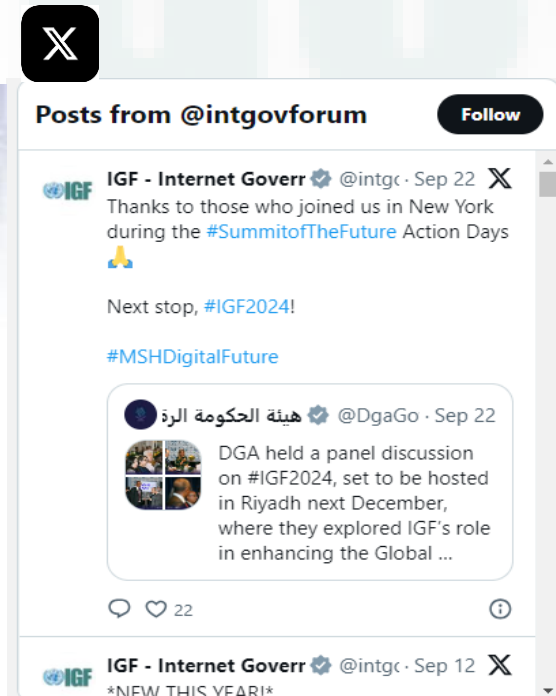 X
Posts from @intgovforum
Follow
IGF
IGF - Internet Goverr @intgc · Sep 22 X
Thanks to those who joined us in New York
during the #SummitofTheFuture Action Days
🙏
Next stop, #IGF2024!
#MSHDigitalFuture
هيئة الحكومة الرة @DgaGo · Sep 22
DGA held a panel discussion
on #IGF2024, set to be hosted
in Riyadh next December,
where they explored IGF’s role
in enhancing the Global ...
22
IGF
IGF - Internet Goverr @intgc · Sep 12 X
*NEW THIS YEAR!*